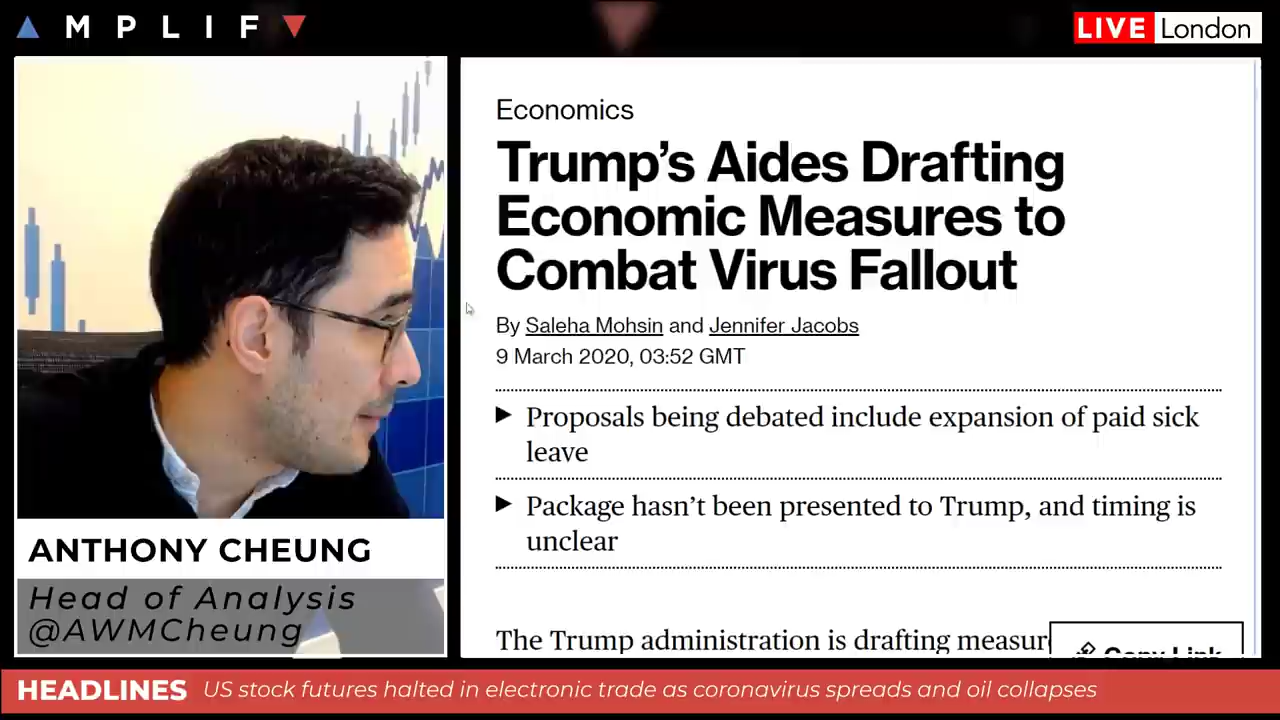 AMPLIFY
LIVE London
Economics
Trump's Aides Drafting
Economic Measures to
Combat Virus Fallout
By Saleha Mohsin and Jennifer Jacobs
9 March 2020, 03:52 GMT
Proposals being debated include expansion of paid sick
leave
Package hasn't been presented to Trump, and timing is
unclear
The Trump administration is drafting measur
Copy Link
ANTHONY CHEUNG
Head of Analysis
@AWMCheung
HEADLINES US stock futures halted in electronic trade as coronavirus spreads and oil collapses